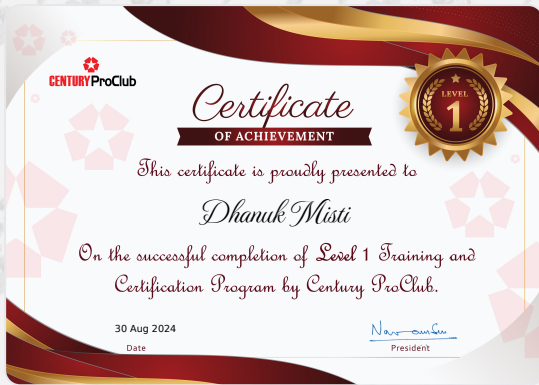 CENTURY ProClub
LEVEL
1
Certificate
OF ACHIEVEMENT
This certificate is proudly presented to
Dhanuk Misti
On the successful completion of Level 1 Training and
Certification Program by Century ProClub.
30 Aug 2024
Date
President